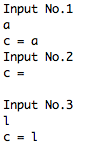 Input No.1
a
c = a
Input No.2
c =
Input No.3
l
c = l